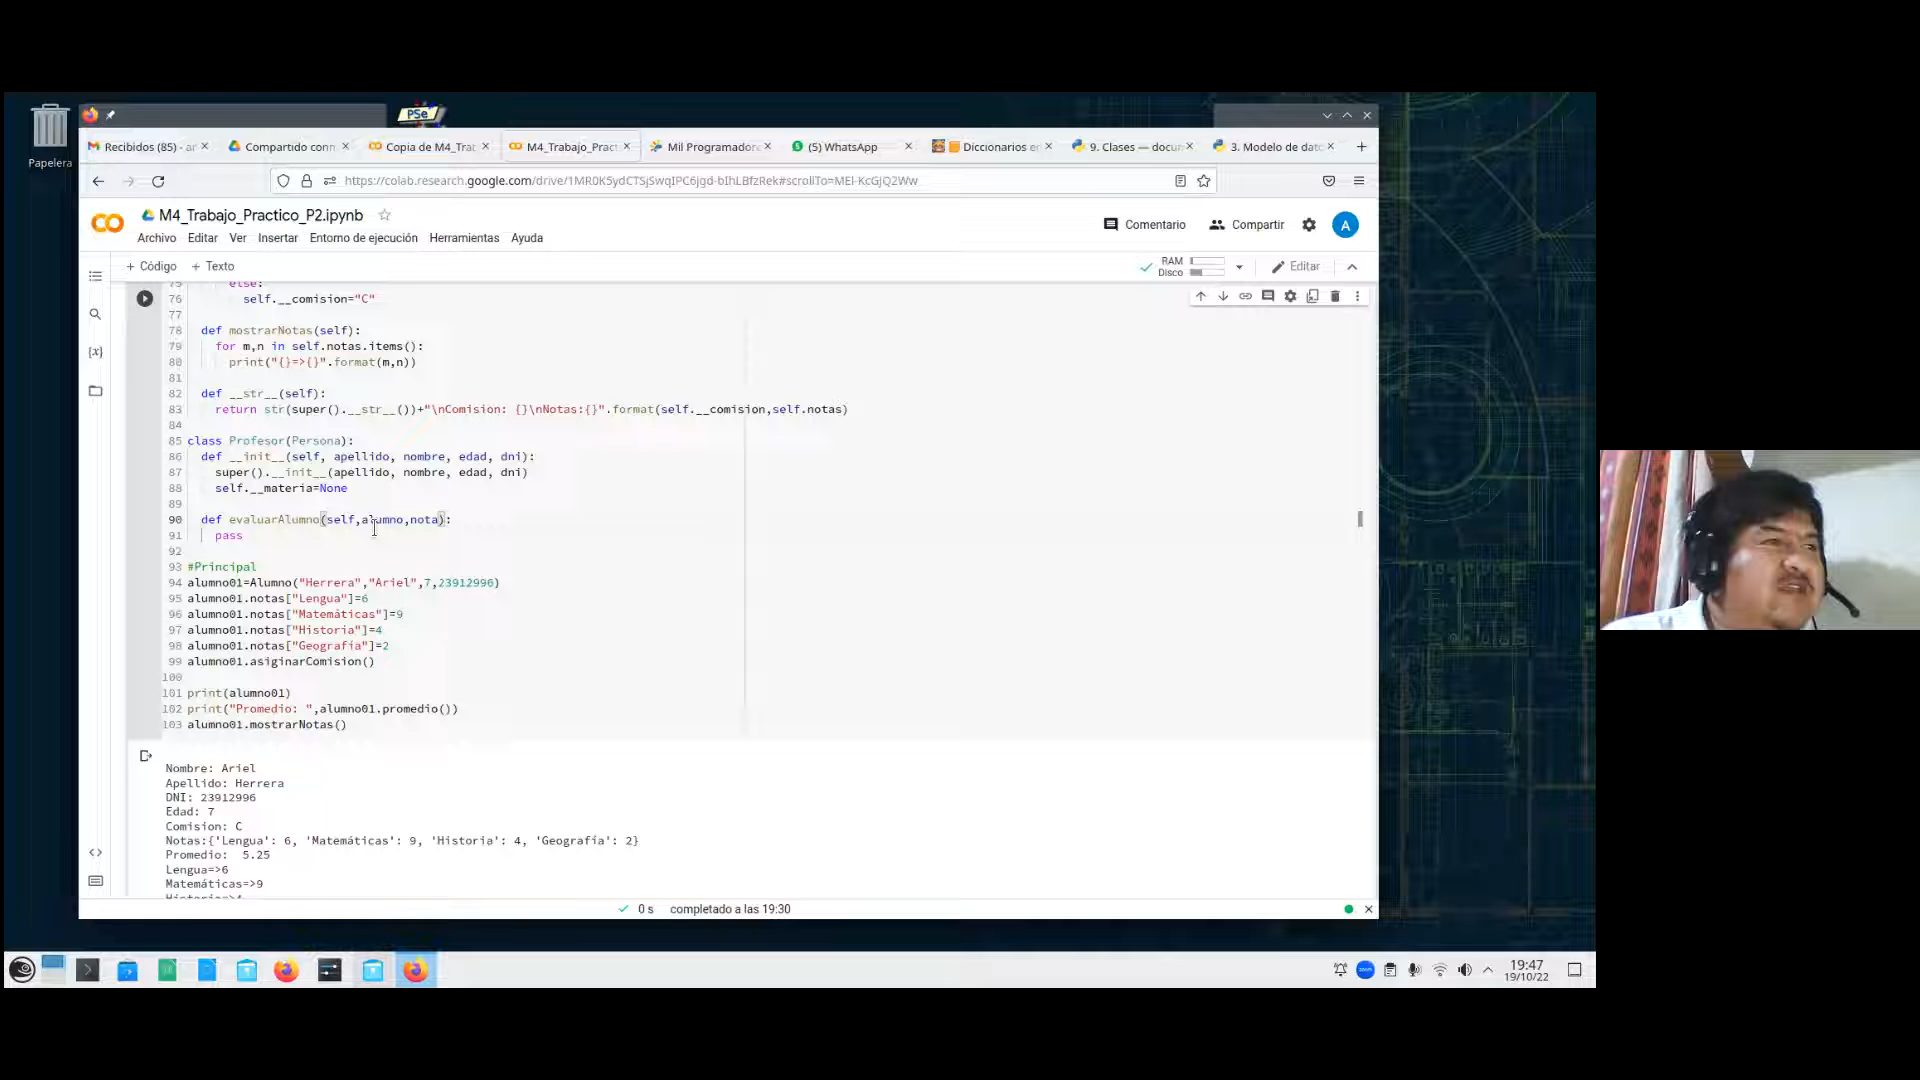 Papelera
PSe
Recibidos (85) - ar
Compartido conn
Copia de M4_Trat
M4_Trabajo_Pract
Mil Programador
(5) WhatsApp
Diccionarios e
9. Clases — docu
3. Modelo de dat
https://colab.research.google.com/drive/1MR0K5ydCTSjSwqIPC6jgd-bIhLBfzRek#scrollTo=MEl-KcGjQ2Ww
M4_Trabajo_Practico_P2.ipynb
Comentario
Compartir
A
Archivo Editar Ver Insertar Entorno de ejecución Herramientas Ayuda
+ Código + Texto
RAM
Disco
Editar
75 else:
76 self.__comision="C"
77
78 def mostrarNotas(self):
79 for m,n in self.notas.items():
80 print("{}=>{}".format(m,n))
81
82 def __str__(self):
83 return str(super().__str__())+"\nComision: {}\nNotas:{}".format(self.__comision,self.notas)
84
85 class Profesor(Persona):
86 def __init__(self, apellido, nombre, edad, dni):
87 super().__init__(apellido, nombre, edad, dni)
88 self.__materia=None
89
90 def evaluarAlumno(self,alumno,nota):
91 pass
92
93 #Principal
94 alumno01=Alumno("Herrera","Ariel",7,23912996)
95 alumno01.notas["Lengua"]=6
96 alumno01.notas["Matemáticas"]=9
97 alumno01.notas["Historia"]=4
98 alumno01.notas["Geografía"]=2
99 alumno01.asiginarComision()
100
101 print(alumno01)
102 print("Promedio: ",alumno01.promedio())
103 alumno01.mostrarNotas()
Nombre: Ariel
Apellido: Herrera
DNI: 23912996
Edad: 7
Comision: C
Notas:{'Lengua': 6, 'Matemáticas': 9, 'Historia': 4, 'Geografía': 2}
Promedio: 5.25
Lengua=>6
Matemáticas=>9
Historia=>4
0 s completado a las 19:30
zoom
19:47
19/10/22